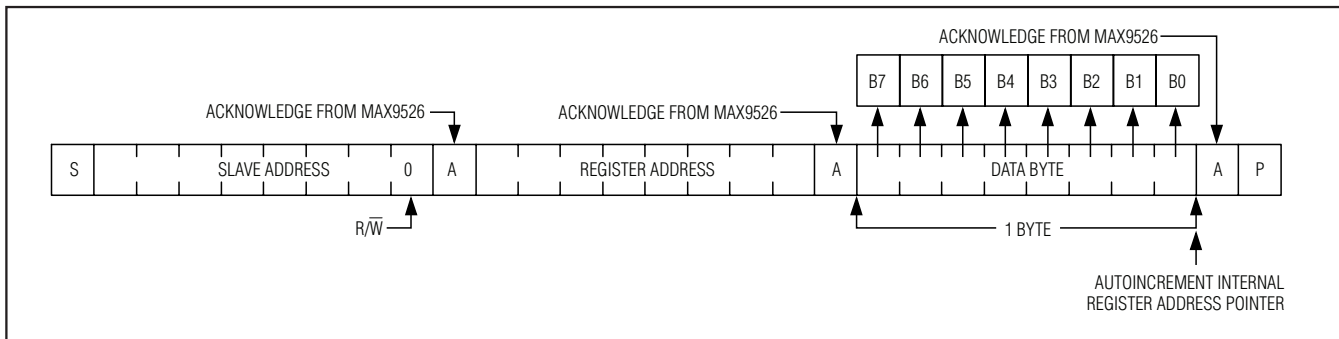 ACKNOWLEDGE FROM MAX9526
B7 B6 B5 B4 B3 B2 B1 B0
ACKNOWLEDGE FROM MAX9526 ACKNOWLEDGE FROM MAX9526
S SLAVE ADDRESS 0 A REGISTER ADDRESS A DATA BYTE A P
R/W̅ 1 BYTE
AUTOINCREMENT INTERNAL
REGISTER ADDRESS POINTER